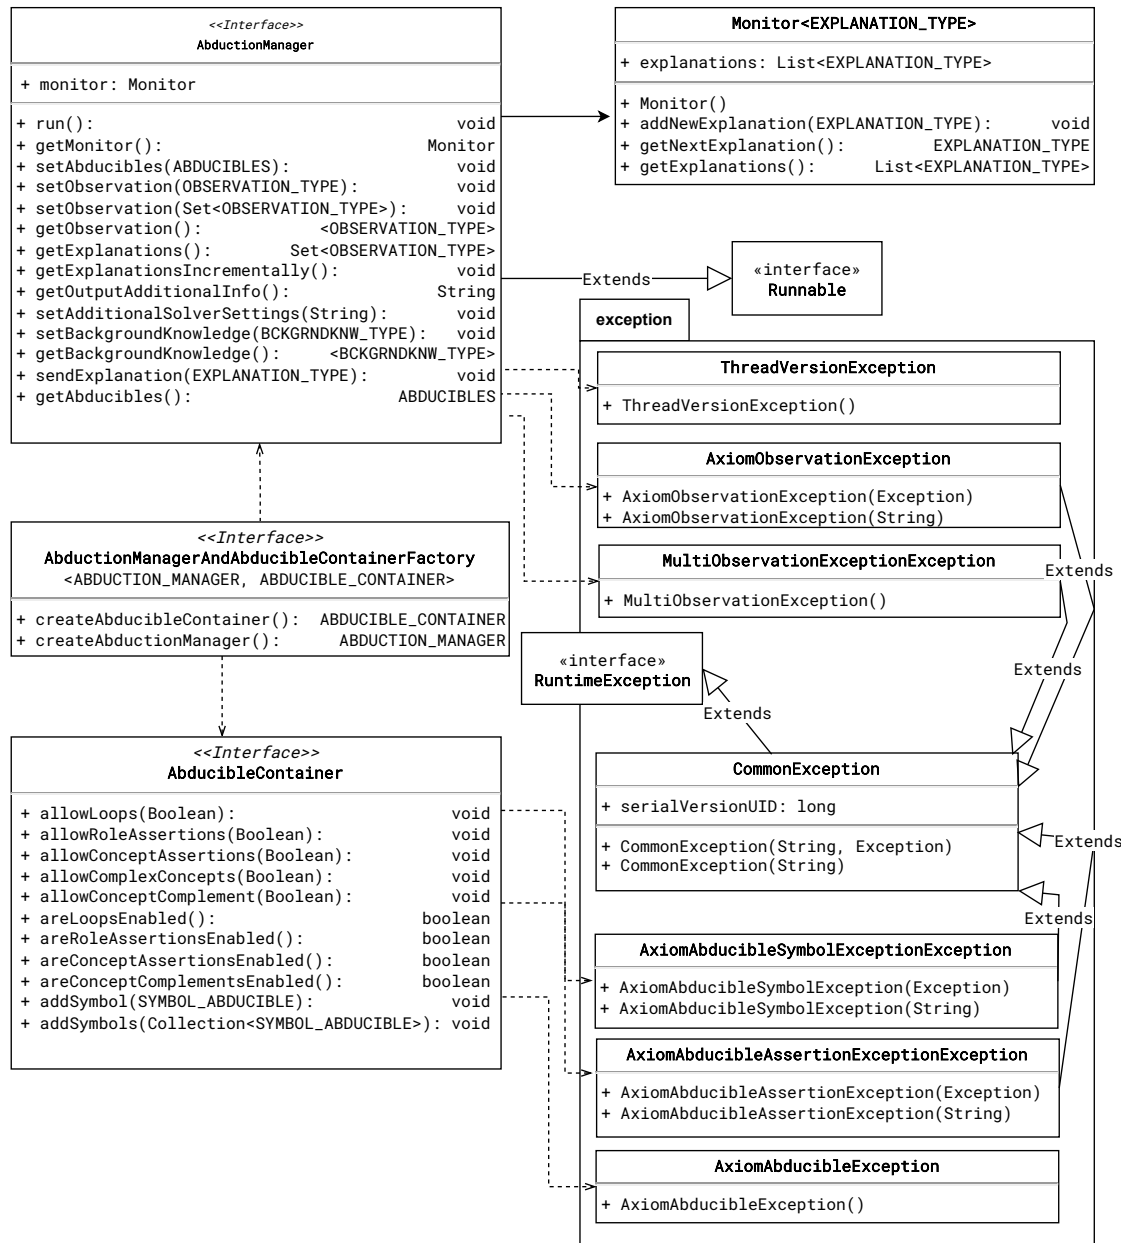 <<Interface>>
AbductionManager
+ monitor: Monitor
+ run(): void
+ getMonitor(): Monitor
+ setAbducibles(ABDUCIBLES): void
+ setObservation(OBSERVATION_TYPE): void
+ setObservation(Set<OBSERVATION_TYPE>): void
+ getObservation(): <OBSERVATION_TYPE>
+ getExplanations(): Set<OBSERVATION_TYPE>
+ getExplanationsIncrementally(): void
+ getOutputAdditionalInfo(): String
+ setAdditionalSolverSettings(String): void
+ setBackgroundKnowledge(BCKGRNDKNW_TYPE): void
+ getBackgroundKnowledge(): <BCKGRNDKNW_TYPE>
+ sendExplanation(EXPLANATION_TYPE): void
+ getAbducibles(): ABDUCIBLES
Monitor<EXPLANATION_TYPE>
+ explanations: List<EXPLANATION_TYPE>
+ Monitor()
+ addNewExplanation(EXPLANATION_TYPE): void
+ getNextExplanation(): EXPLANATION_TYPE
+ getExplanations(): List<EXPLANATION_TYPE>
Extends
«interface»
Runnable
exception
ThreadVersionException
+ ThreadVersionException()
AxiomObservationException
+ AxiomObservationException(Exception)
+ AxiomObservationException(String)
MultiObservationExceptionException
+ MultiObservationException()
Extends
Extends
<<Interface>>
AbductionManagerAndAbducibleContainerFactory
<ABDUCTION_MANAGER, ABDUCIBLE_CONTAINER>
+ createAbducibleContainer(): ABDUCIBLE_CONTAINER
+ createAbductionManager(): ABDUCTION_MANAGER
«interface»
RuntimeException
Extends
CommonException
+ serialVersionUID: long
+ CommonException(String, Exception)
+ CommonException(String)
Extends
Extends
<<Interface>>
AbducibleContainer
+ allowLoops(Boolean): void
+ allowRoleAssertions(Boolean): void
+ allowConceptAssertions(Boolean): void
+ allowComplexConcepts(Boolean): void
+ allowConceptComplement(Boolean): void
+ areLoopsEnabled(): boolean
+ areRoleAssertionsEnabled(): boolean
+ areConceptAssertionsEnabled(): boolean
+ areConceptComplementsEnabled(): boolean
+ addSymbol(SYMBOL_ABDUCIBLE): void
+ addSymbols(Collection<SYMBOL_ABDUCIBLE>): void
AxiomAbducibleSymbolExceptionException
+ AxiomAbducibleSymbolException(Exception)
+ AxiomAbducibleSymbolException(String)
AxiomAbducibleAssertionExceptionException
+ AxiomAbducibleAssertionException(Exception)
+ AxiomAbducibleAssertionException(String)
AxiomAbducibleException
+ AxiomAbducibleException()